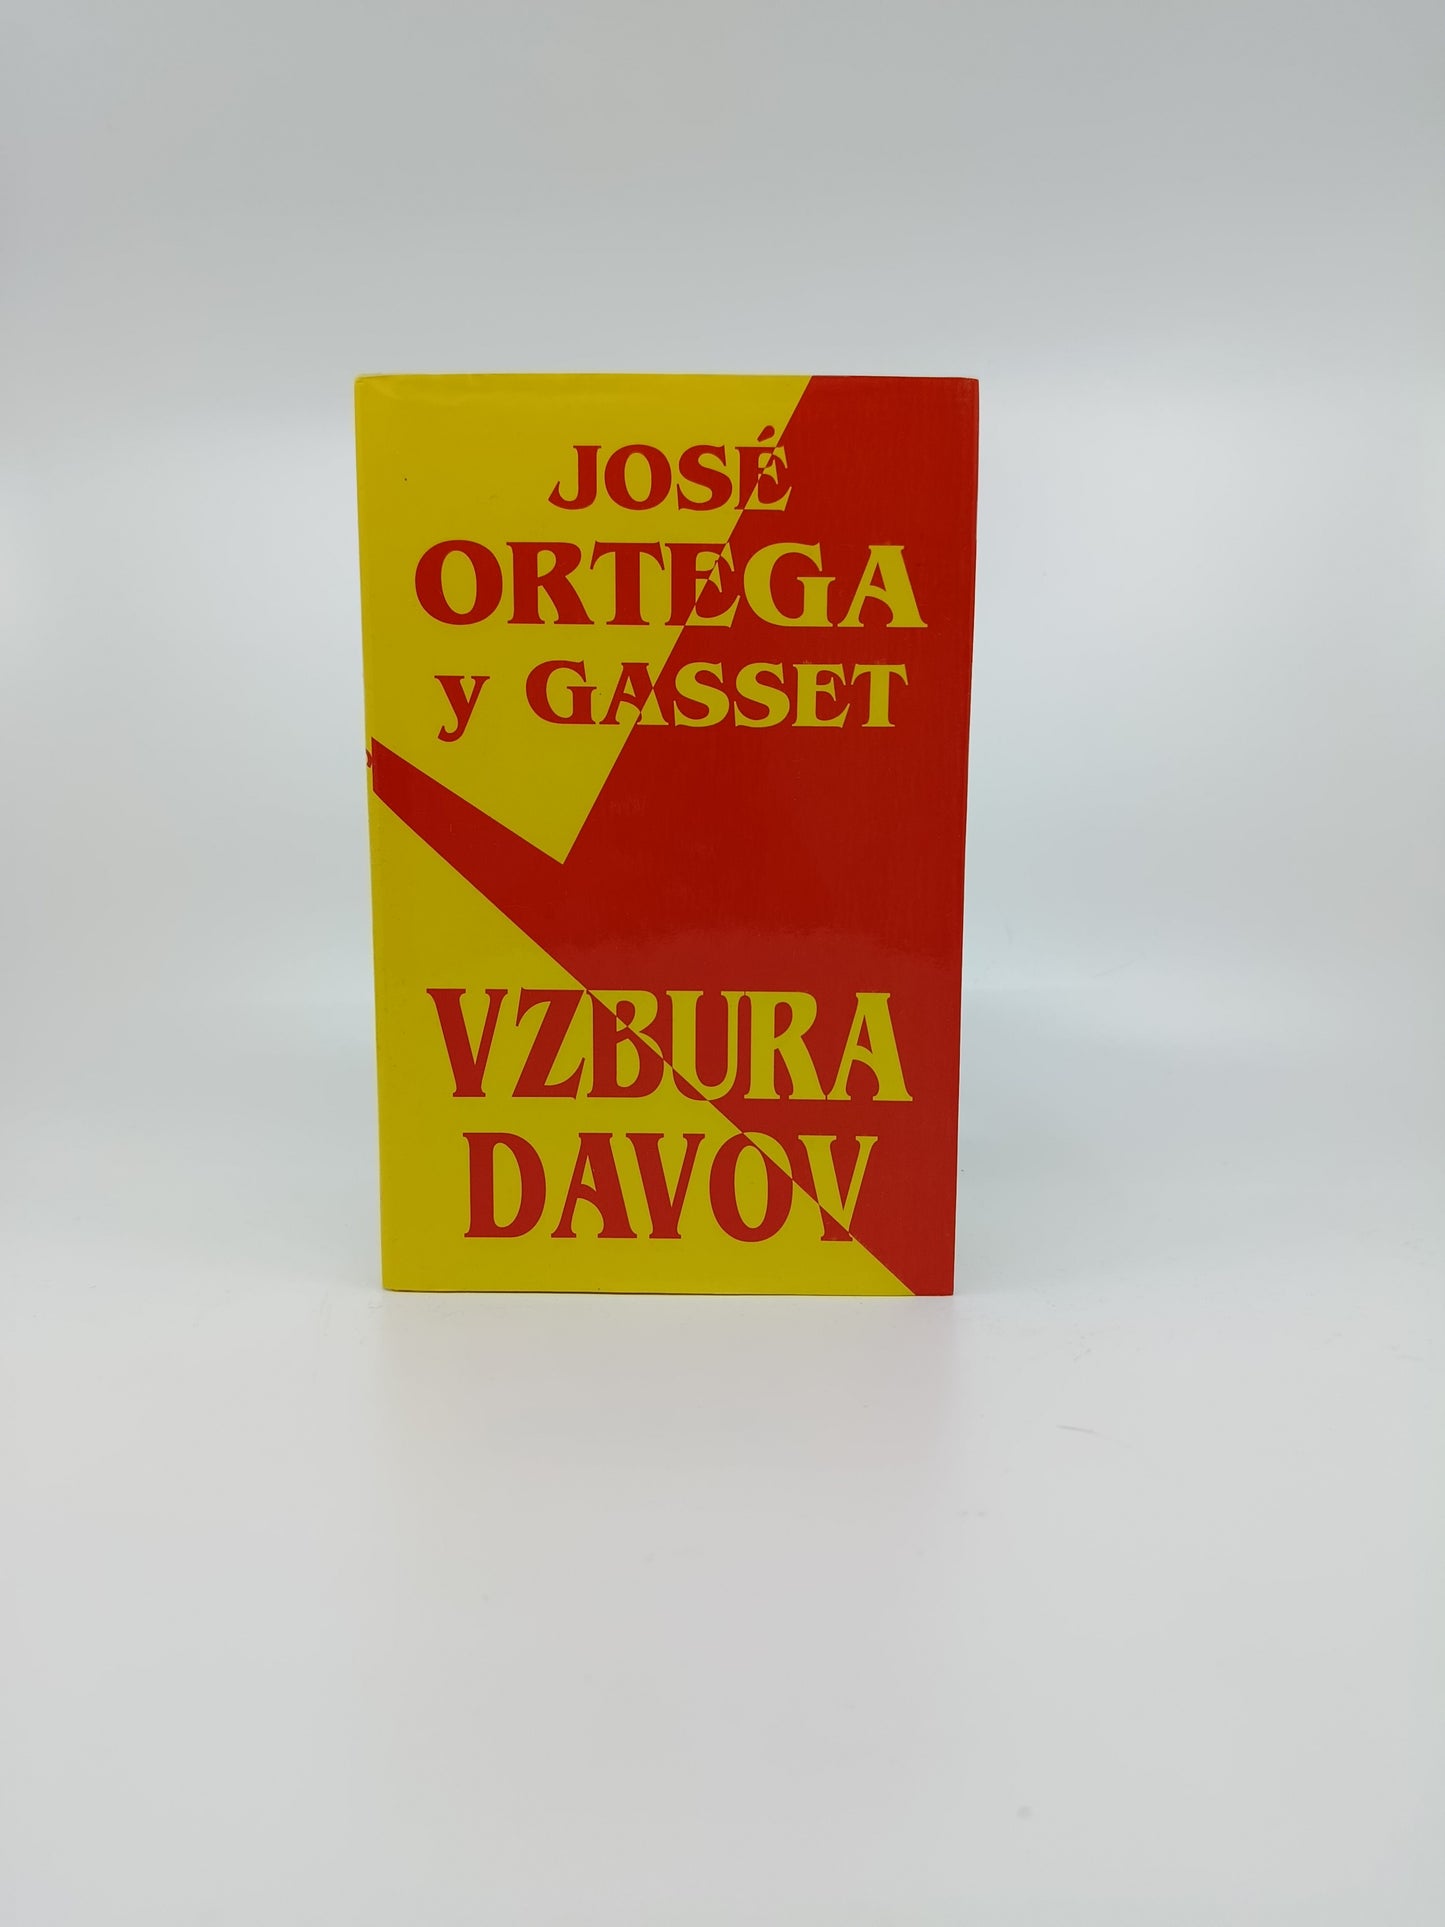 JOSÉ
ORTEGA
y GASSET
VZBURA
DAVOV